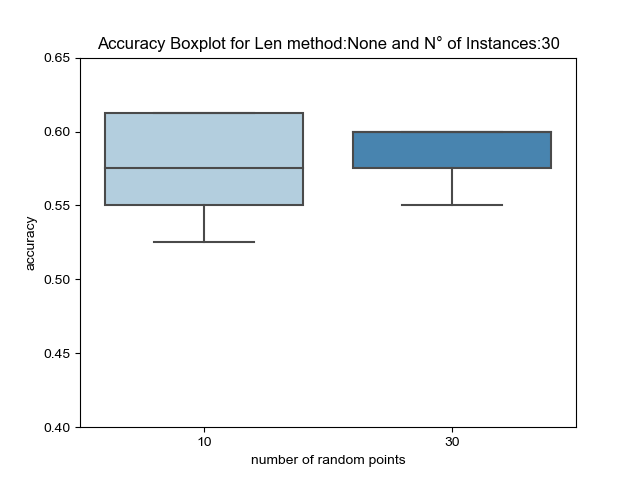 Accuracy Boxplot for Len method:None and N° of Instances:30
0.65
0.60
0.55
0.50
0.45
0.40
accuracy
10
30
number of random points